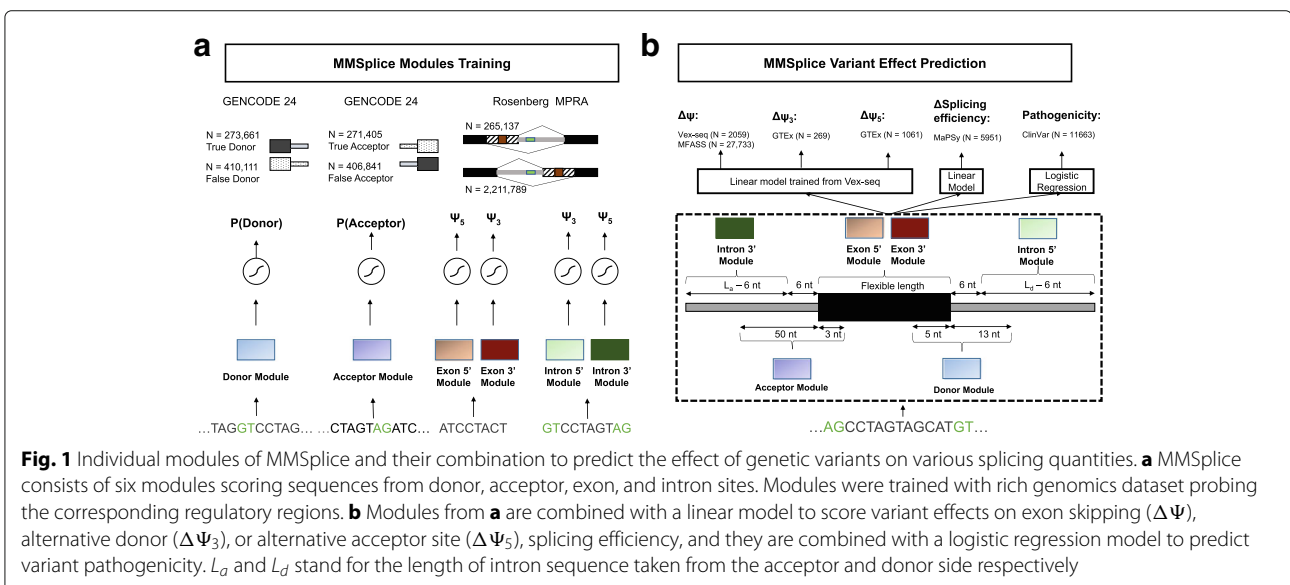 a
MMSplice Modules Training
GENCODE 24
GENCODE 24
Rosenberg MPRA
N = 273,661
True Donor
N = 410,111
False Donor
N = 271,405
True Acceptor
N = 406,841
False Acceptor
N = 265,137
N = 2,211,789
P(Donor)
P(Acceptor)
Ψ5
Ψ3
Ψ3
Ψ5
Donor Module
Acceptor Module
Exon 5'
Module
Exon 3'
Module
Intron 5'
Module
Intron 3'
Module
...TAGGTCCTAG...
...CTAGTAGATC...
ATCCTACT
GTCCTAGTAG
b
MMSplice Variant Effect Prediction
Δψ:
Vex-seq (N = 2059)
MFASS (N = 27,733)
Δψ3:
GTEx (N = 269)
Δψ5:
GTEx (N = 1061)
ΔSplicing
efficiency:
MaPSy (N = 5951)
Pathogenicity:
ClinVar (N = 11663)
Linear model trained from Vex-seq
Linear
Model
Logistic
Regression
Intron 3'
Module
Exon 5'
Module
Exon 3'
Module
Intron 5'
Module
La – 6 nt
6 nt
Flexible length
6 nt
Ld – 6 nt
50 nt
3 nt
5 nt
13 nt
Acceptor Module
Donor Module
...AGCCTAGTAGCATGT...
Fig. 1 Individual modules of MMSplice and their combination to predict the effect of genetic variants on various splicing quantities. a MMSplice
consists of six modules scoring sequences from donor, acceptor, exon, and intron sites. Modules were trained with rich genomics dataset probing
the corresponding regulatory regions. b Modules from a are combined with a linear model to score variant effects on exon skipping (ΔΨ),
alternative donor (ΔΨ3), or alternative acceptor site (ΔΨ5), splicing efficiency, and they are combined with a logistic regression model to predict
variant pathogenicity. La and Ld stand for the length of intron sequence taken from the acceptor and donor side respectively